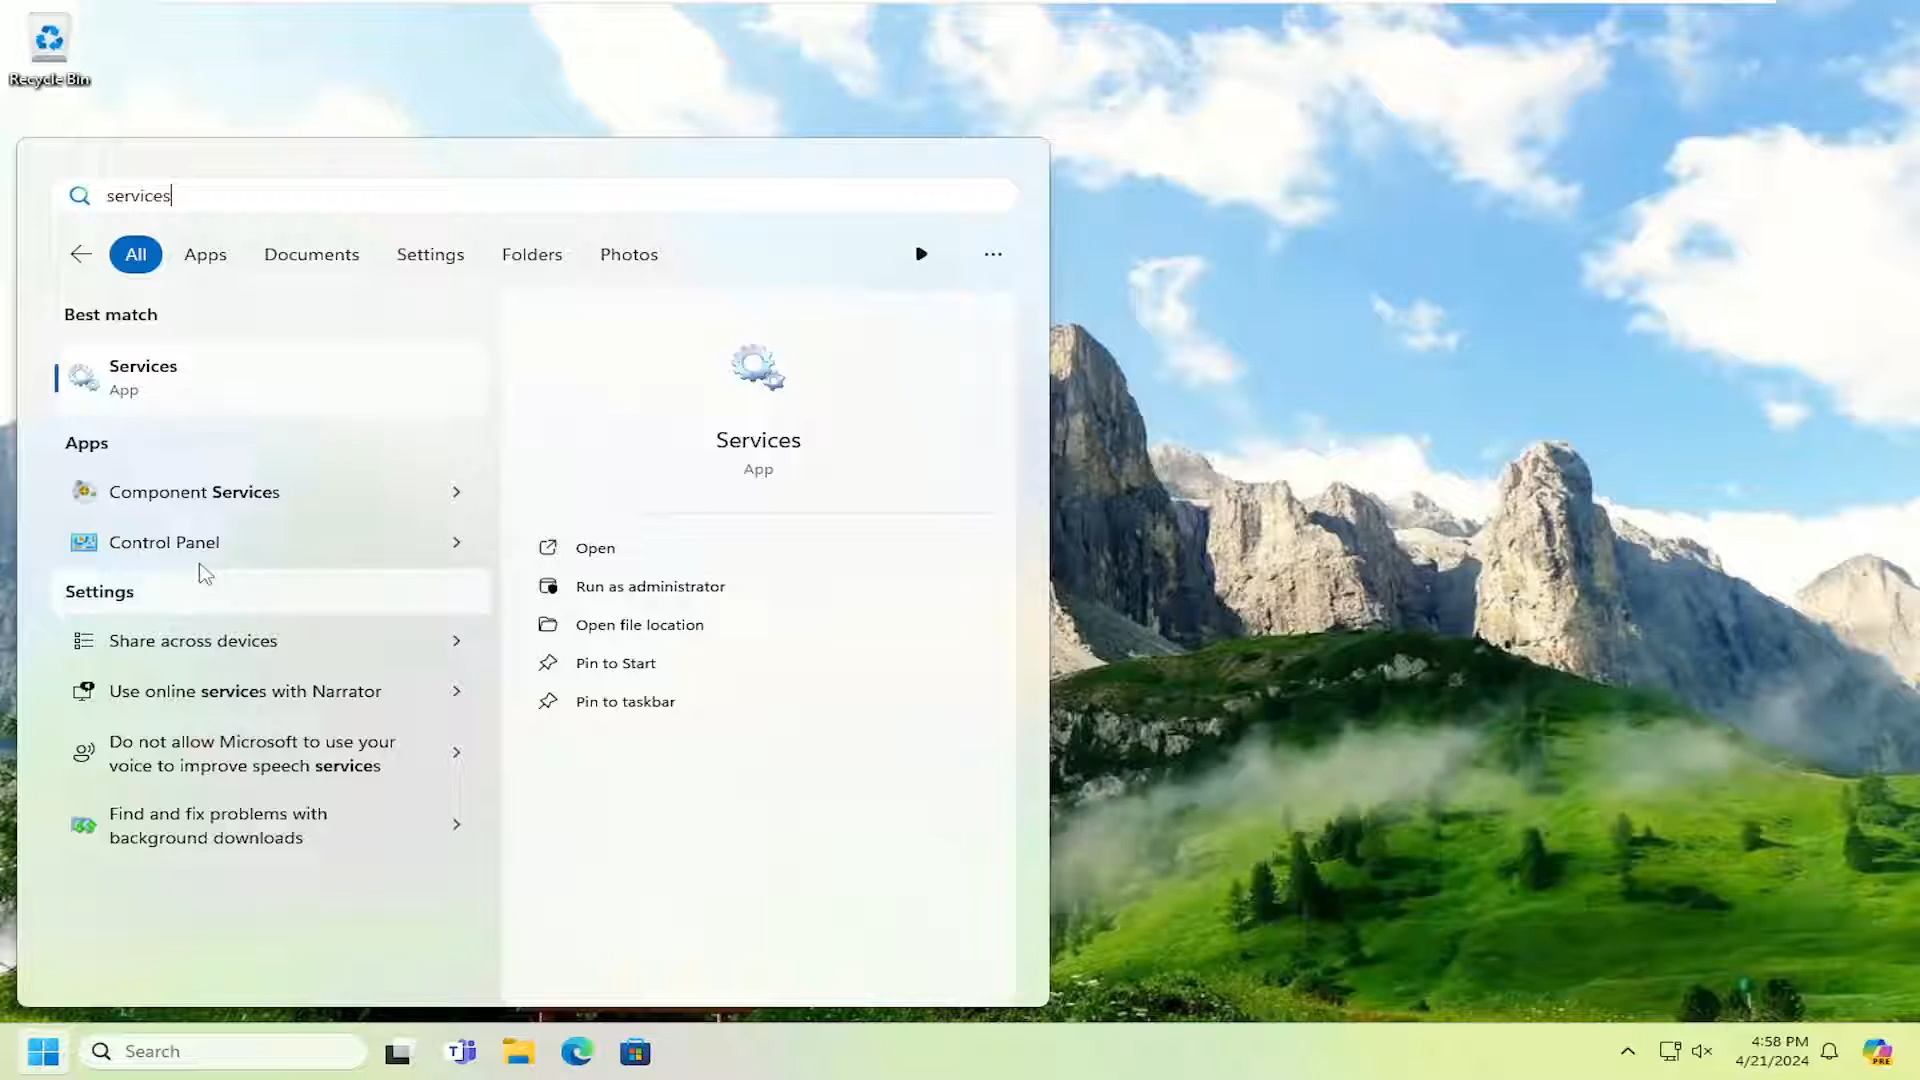 Recycle Bin
services
All
Apps
Documents
Settings
Folders
Photos
Best match
Services
App
Apps
Component Services
Control Panel
Settings
Share across devices
Use online services with Narrator
Do not allow Microsoft to use your
voice to improve speech services
Find and fix problems with
background downloads
Services
App
Open
Run as administrator
Open file location
Pin to Start
Pin to taskbar
Search
4:58 PM
4/21/2024
PRE